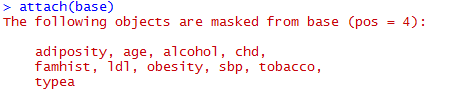 > attach(base)
The following objects are masked from base (pos = 4):
adiposity, age, alcohol, chd,
famhist, ldl, obesity, sbp, tobacco,
typea